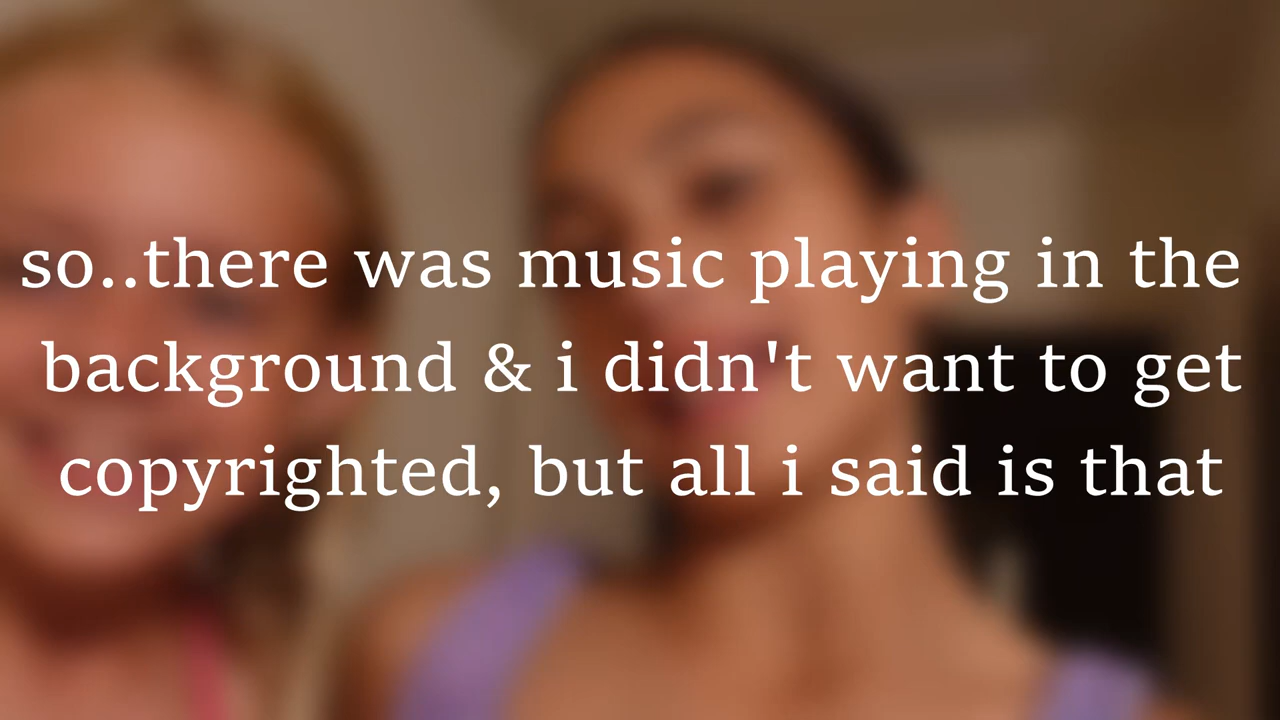 so..there was music playing in the
background & i didn't want to get
copyrighted, but all i said is that